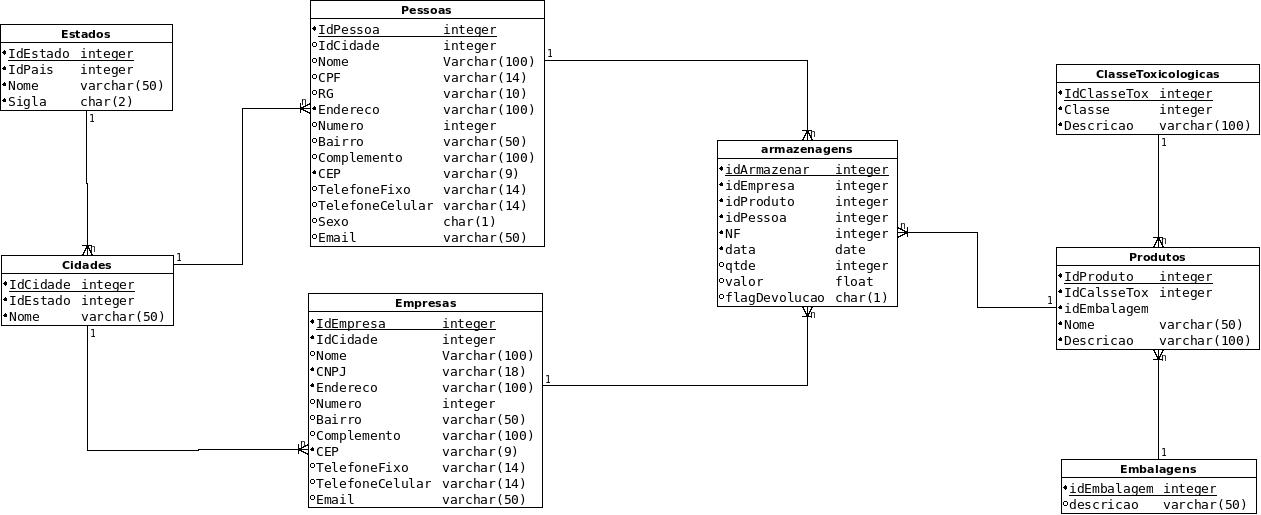 Estados
IdEstado integer
IdPais integer
Nome varchar(50)
Sigla char(2)
1
n
Cidades
IdCidade integer
IdEstado integer
Nome varchar(50)
1
1
Pessoas
IdPessoa integer
IdCidade integer
Nome Varchar(100)
CPF varchar(14)
RG varchar(10)
Endereco varchar(100)
Numero integer
Bairro varchar(50)
Complemento varchar(100)
CEP varchar(9)
TelefoneFixo varchar(14)
TelefoneCelular varchar(14)
Sexo char(1)
Email varchar(50)
n
1
Empresas
IdEmpresa integer
IdCidade integer
Nome Varchar(100)
CNPJ varchar(18)
Endereco varchar(100)
Numero integer
Bairro varchar(50)
Complemento varchar(100)
CEP varchar(9)
TelefoneFixo varchar(14)
TelefoneCelular varchar(14)
Email varchar(50)
n
1
n
armazenagens
idArmazenar integer
idEmpresa integer
idProduto integer
idPessoa integer
NF integer
data date
qtde integer
valor float
flagDevolucao char(1)
n
n
ClasseToxicologicas
IdClasseTox integer
Classe integer
Descricao varchar(100)
1
n
Produtos
IdProduto integer
IdCalsseTox integer
idEmbalagem
Nome varchar(50)
Descricao varchar(100)
1
n
1
Embalagens
idEmbalagem integer
descricao varchar(50)